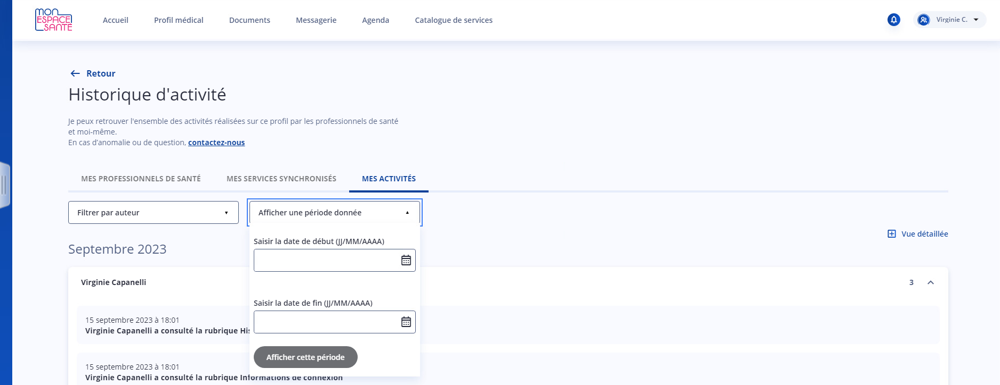 mon
ESPACE
SANTÉ
Accueil
Profil médical
Documents
Messagerie
Agenda
Catalogue de services
Virginie C.
Retour
Historique d'activité
Je peux retrouver l'ensemble des activités réalisées sur ce profil par les professionnels de santé
et moi-même.
En cas d’anomalie ou de question, contactez-nous
MES PROFESSIONNELS DE SANTÉ
MES SERVICES SYNCHRONISÉS
MES ACTIVITÉS
Filtrer par auteur
Afficher une période donnée
Saisir la date de début (JJ/MM/AAAA)
Saisir la date de fin (JJ/MM/AAAA)
Afficher cette période
Vue détaillée
Septembre 2023
Virginie Capanelli
3
15 septembre 2023 à 18:01
Virginie Capanelli a consulté la rubrique His
15 septembre 2023 à 18:01
Virginie Capanelli a consulté la rubrique Informations de connexion